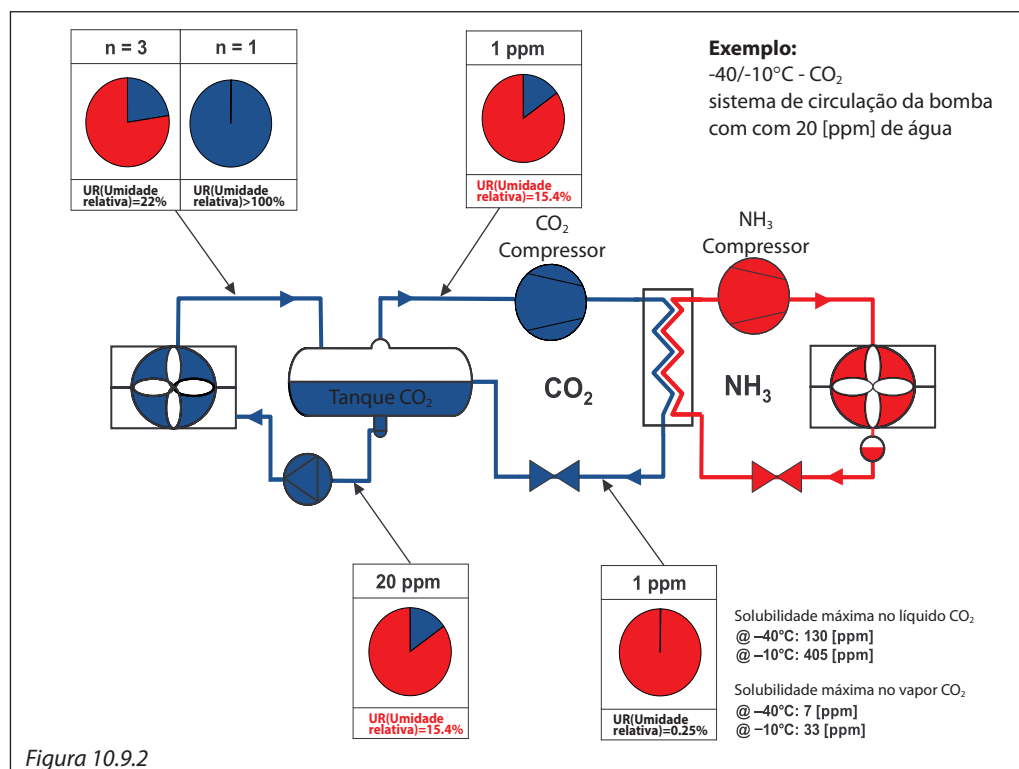 n = 3
n = 1
UR(Umidade
relativa)=22%
UR(Umidade
relativa)>100%
1 ppm
UR(Umidade
relativa)=15.4%
Exemplo:
-40/-10°C - CO₂
sistema de circulação da bomba
com com 20 [ppm] de água
CO₂
Compressor
NH₃
Compressor
Tanque CO₂
CO₂
NH₃
20 ppm
UR(Umidade
relativa)=15.4%
1 ppm
UR(Umidade
relativa)=0.25%
Solubilidade máxima no líquido CO₂
@ –40°C: 130 [ppm]
@ –10°C: 405 [ppm]
Solubilidade máxima no vapor CO₂
@ –40°C: 7 [ppm]
@ –10°C: 33 [ppm]
Figura 10.9.2